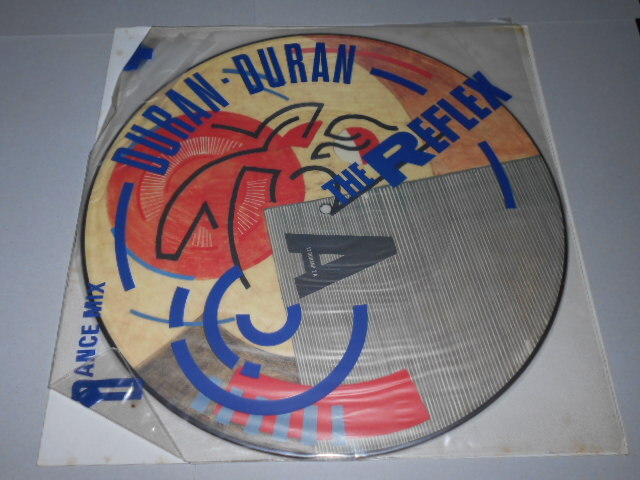 DURAN·DURAN
THE REFLEX
A
DANCE MIX